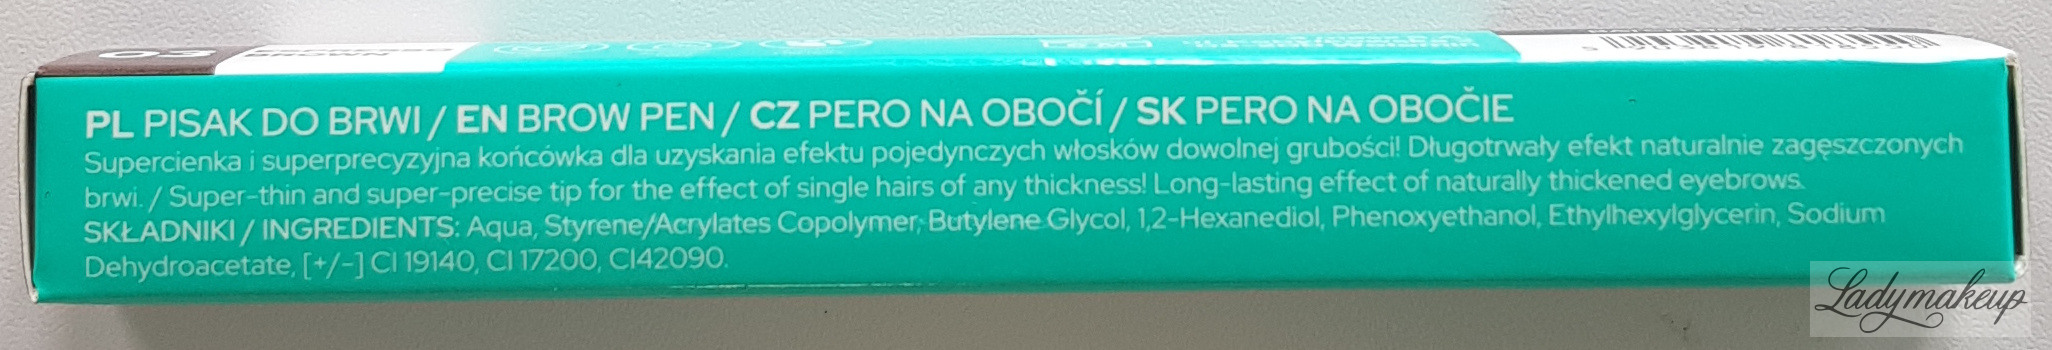 03 BROWN
PL PISAK DO BRWI / EN BROW PEN / CZ PERO NA OBOČÍ / SK PERO NA OBOČIE
Supercienka i superprecyzyjna końcówka dla uzyskania efektu pojedynczych włosków dowolnej grubości! Długotrwały efekt naturalnie zagęszczonych
brwi. / Super-thin and super-precise tip for the effect of single hairs of any thickness! Long-lasting effect of naturally thickened eyebrows.
SKŁADNIKI / INGREDIENTS: Aqua, Styrene/Acrylates Copolymer, Butylene Glycol, 1,2-Hexanediol, Phenoxyethanol, Ethylhexylglycerin, Sodium
Dehydroacetate, [+/-] CI 19140, CI 17200, CI42090.
Ladymakeup